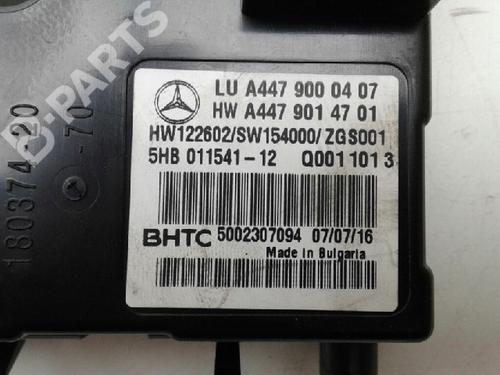 LU A447 900 04 07
HW A447 901 47 01
HW122602/SW154000/ZGS001
5HB 011541-12 Q0011013
BHTC 5002307094 07/07/16
Made in Bulgaria
180374-20
-70
B-PARTS